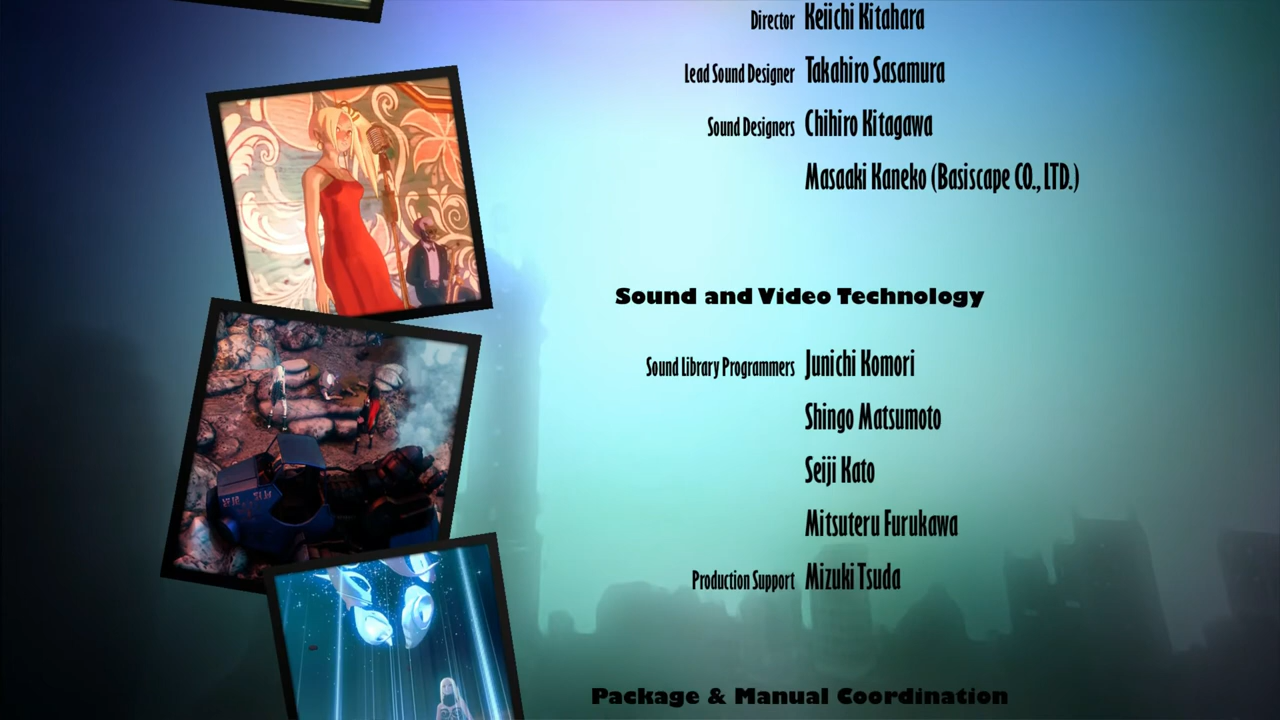 Director Keiichi Kitahara
Lead Sound Designer Takahiro Sasamura
Sound Designers Chihiro Kitagawa
Masaaki Kaneko (Basiscape CO., LTD.)
Sound and Video Technology
Sound Library Programmers Junichi Komori
Shingo Matsumoto
Seiji Kato
Mitsuteru Furukawa
Production Support Mizuki Tsuda
Package & Manual Coordination